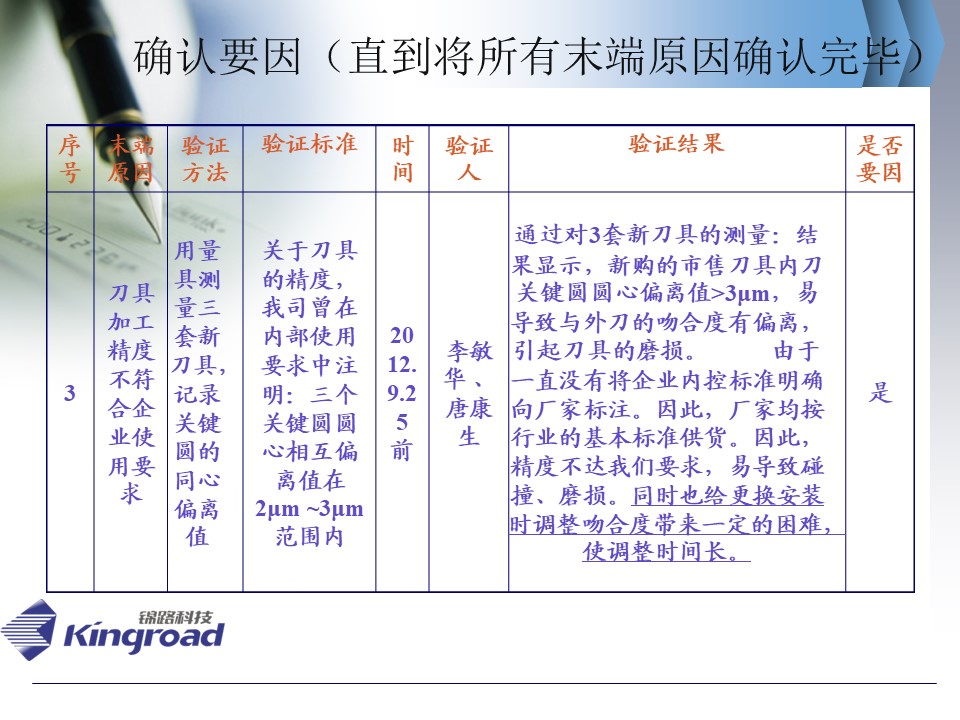 确认要因（直到将所有末端原因确认完毕）
序
号
末端
原因
验证
方法
验证标准
时
间
验证
人
验证结果
是否
要因
3
刀具
加工
精度
不符
合企
业使
用要
求
用量
具测
量三
套新
刀具，
记录
关键
圆的
同心
偏离
值
关于刀具
的精度，
我司曾在
内部使用
要求中注
明：三个
关键圆圆
心相互偏
离值在
2μm ~3μm
范围内
20
12.
9.2
5
前
李敏
华 、
唐康
生
通过对3套新刀具的测量：结
果显示，新购的市售刀具内刀
关键圆圆心偏离值>3μm，易
导致与外刀的吻合度有偏离，
引起刀具的磨损。 由于
一直没有将企业内控标准明确
向厂家标注。因此，厂家均按
行业的基本标准供货。因此，
精度不达我们要求，易导致碰
撞、磨损。同时也给更换安装
时调整吻合度带来一定的困难，
使调整时间长。
是
锦路科技
Kingroad